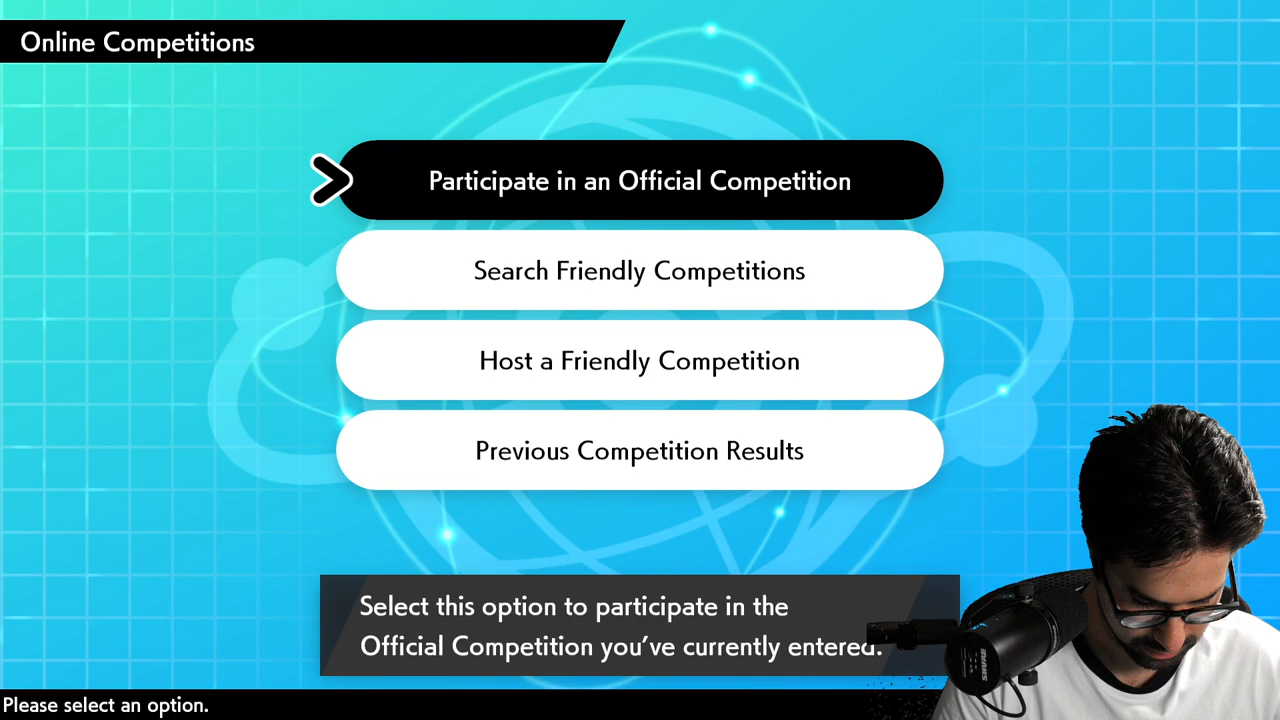 Online Competitions
Participate in an Official Competition
Search Friendly Competitions
Host a Friendly Competition
Previous Competition Results
Select this option to participate in the
Official Competition you've currently entered.
SHURE
Please select an option.